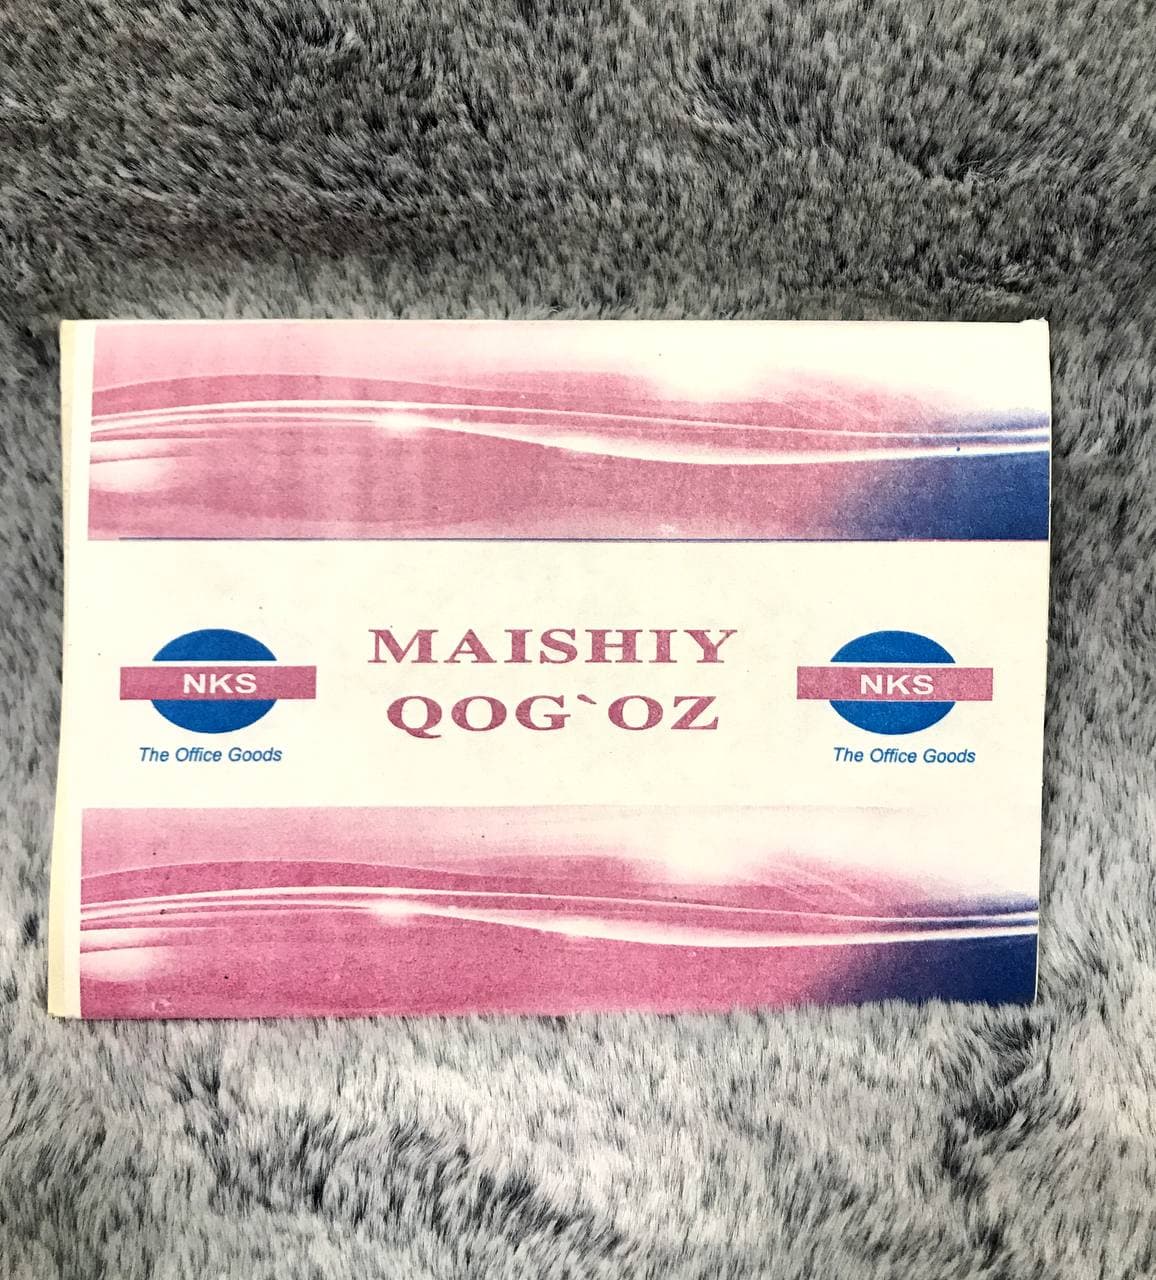 MAISHIY
QOG`OZ
NKS
The Office Goods
NKS
The Office Goods